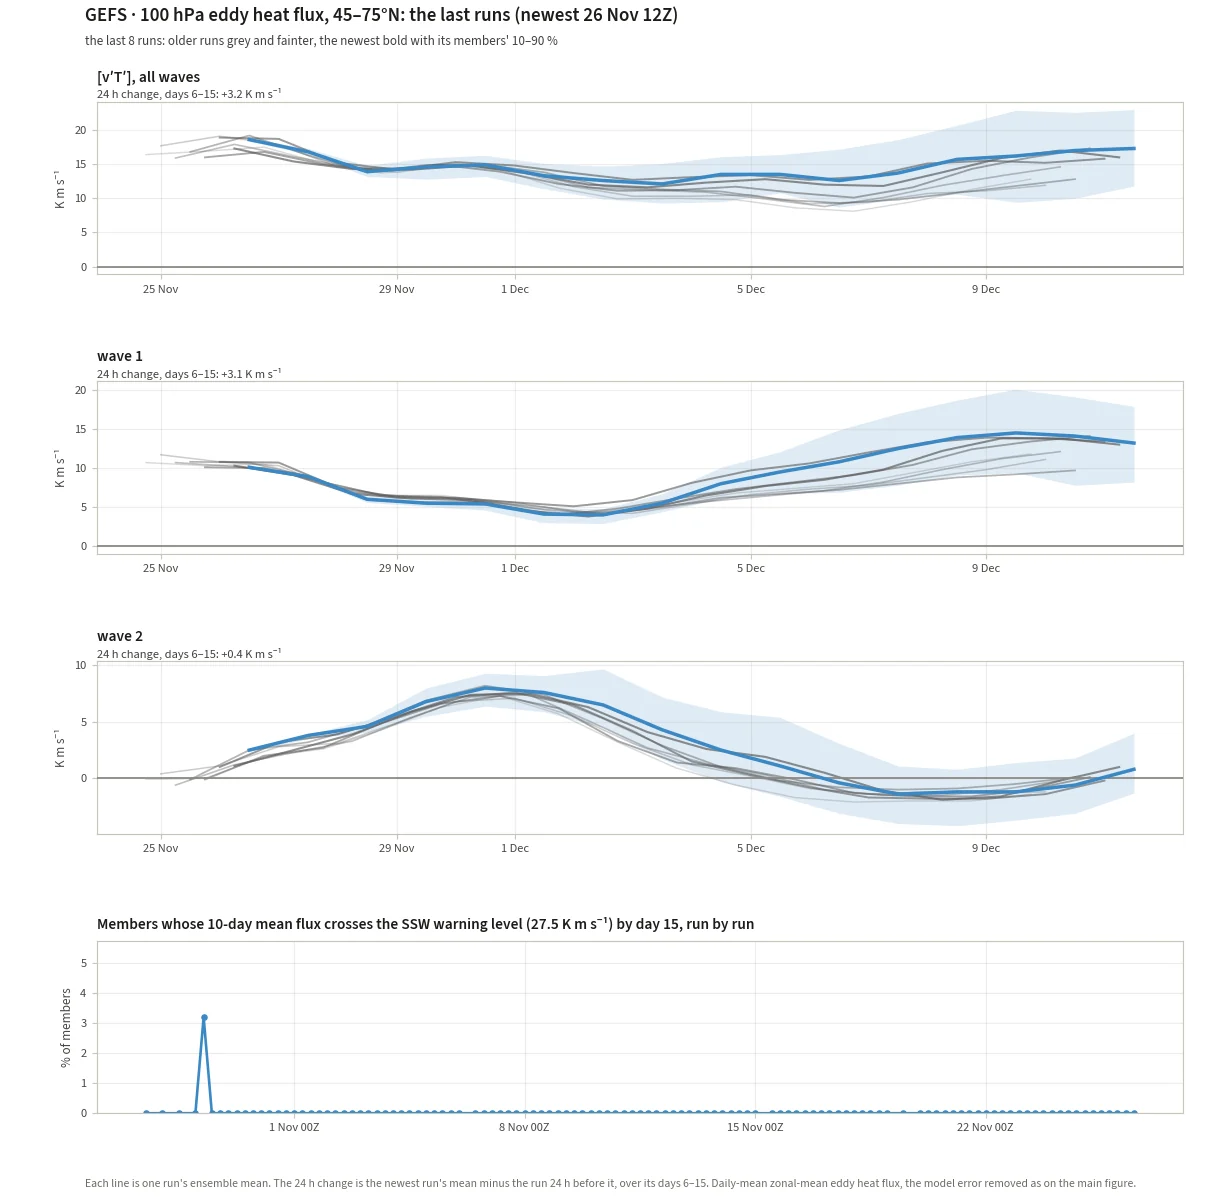 GEFS · 100 hPa eddy heat flux, 45–75°N: the last runs (newest 26 Nov 12Z)
the last 8 runs: older runs grey and fainter, the newest bold with its members' 10–90 %
[v′T′], all waves
24 h change, days 6–15: +3.2 K m s⁻¹
20
15
10
5
0
K m s⁻¹
25 Nov
29 Nov
1 Dec
5 Dec
9 Dec
wave 1
24 h change, days 6–15: +3.1 K m s⁻¹
20
15
10
5
0
K m s⁻¹
25 Nov
29 Nov
1 Dec
5 Dec
9 Dec
wave 2
24 h change, days 6–15: +0.4 K m s⁻¹
10
5
0
K m s⁻¹
25 Nov
29 Nov
1 Dec
5 Dec
9 Dec
Members whose 10-day mean flux crosses the SSW warning level (27.5 K m s⁻¹) by day 15, run by run
5
4
3
2
1
0
% of members
1 Nov 00Z
8 Nov 00Z
15 Nov 00Z
22 Nov 00Z
Each line is one run's ensemble mean. The 24 h change is the newest run's mean minus the run 24 h before it, over its days 6–15. Daily-mean zonal-mean eddy heat flux, the model error removed as on the main figure.